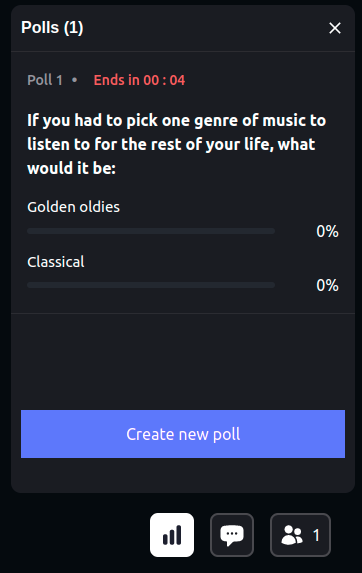 Polls (1)
Poll 1 • Ends in 00 : 04
If you had to pick one genre of music to
listen to for the rest of your life, what
would it be:
Golden oldies
0%
Classical
0%
Create new poll
1